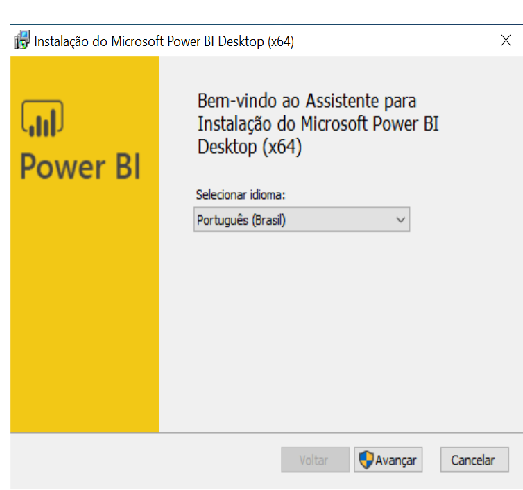 Instalação do Microsoft Power BI Desktop (x64)
Power BI
Bem-vindo ao Assistente para
Instalação do Microsoft Power BI
Desktop (x64)
Selecionar idioma:
Português (Brasil)
Voltar
Avançar
Cancelar